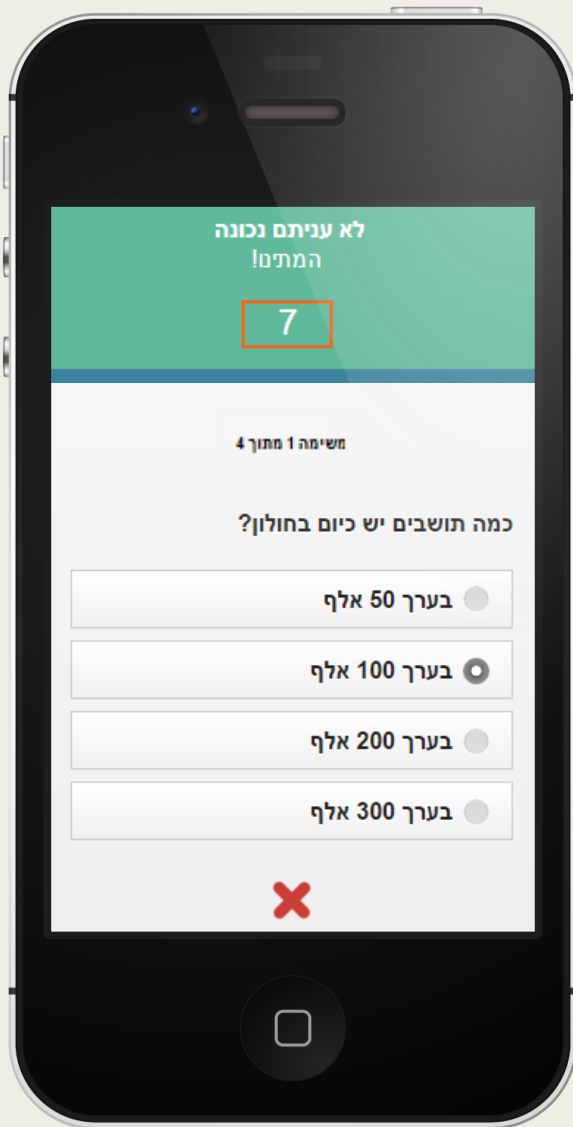 לא עניתם נכונה
המתינו!
7
משימה 1 מתוך 4
כמה תושבים יש כיום בחולון?
בערך 50 אלף
בערך 100 אלף
בערך 200 אלף
בערך 300 אלף